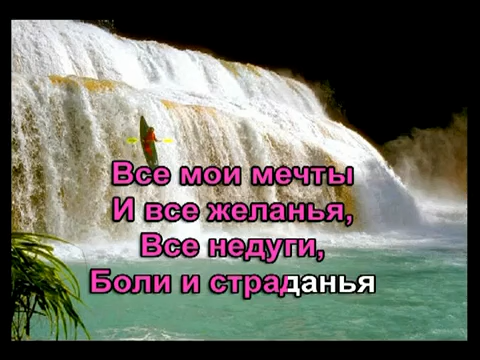 Все мои мечты
И все желанья,
Все недуги,
Боли и страданья